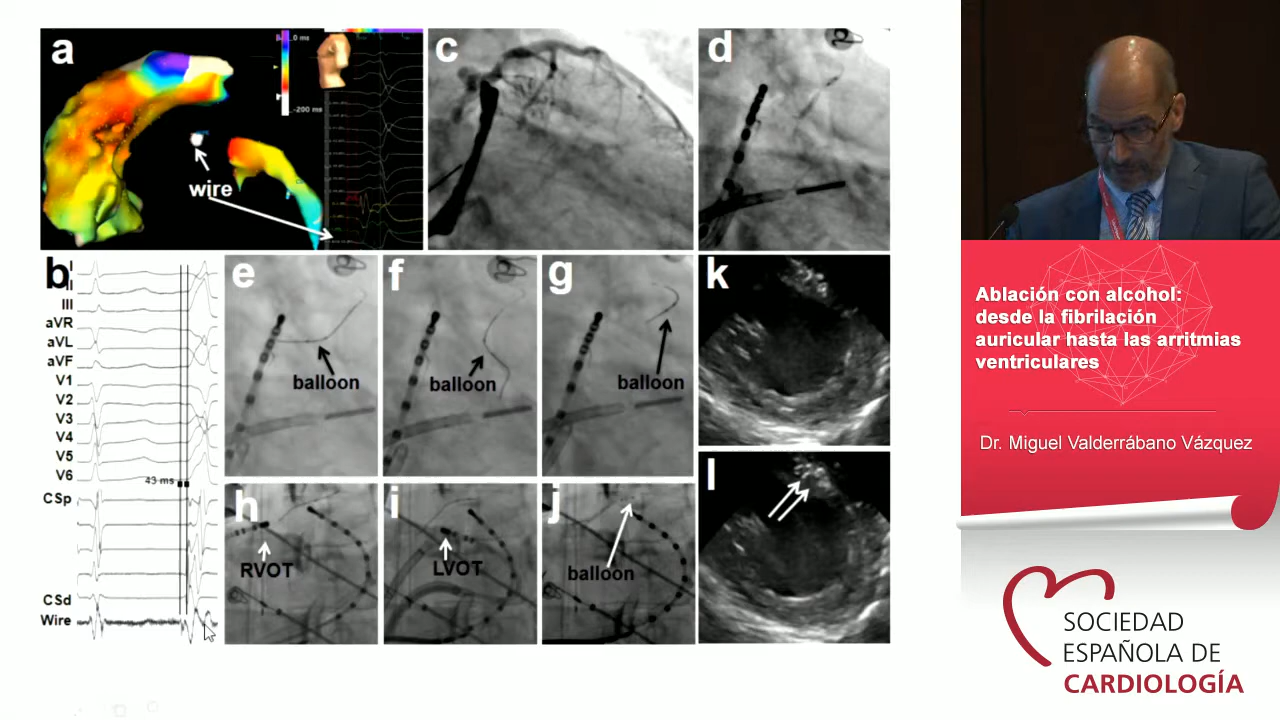 a
0 ms
-200 ms
wire
c
d
b
I
II
III
aVR
aVL
aVF
V1
V2
V3
V4
V5
V6
43 ms
CSp
CSd
Wire
e
balloon
f
balloon
g
balloon
h
RVOT
i
LVOT
j
balloon
k
l
Ablación con alcohol:
desde la fibrilación
auricular hasta las arritmias
ventriculares
Dr. Miguel Valderrábano Vázquez
SOCIEDAD
ESPAÑOLA DE
CARDIOLOGÍA